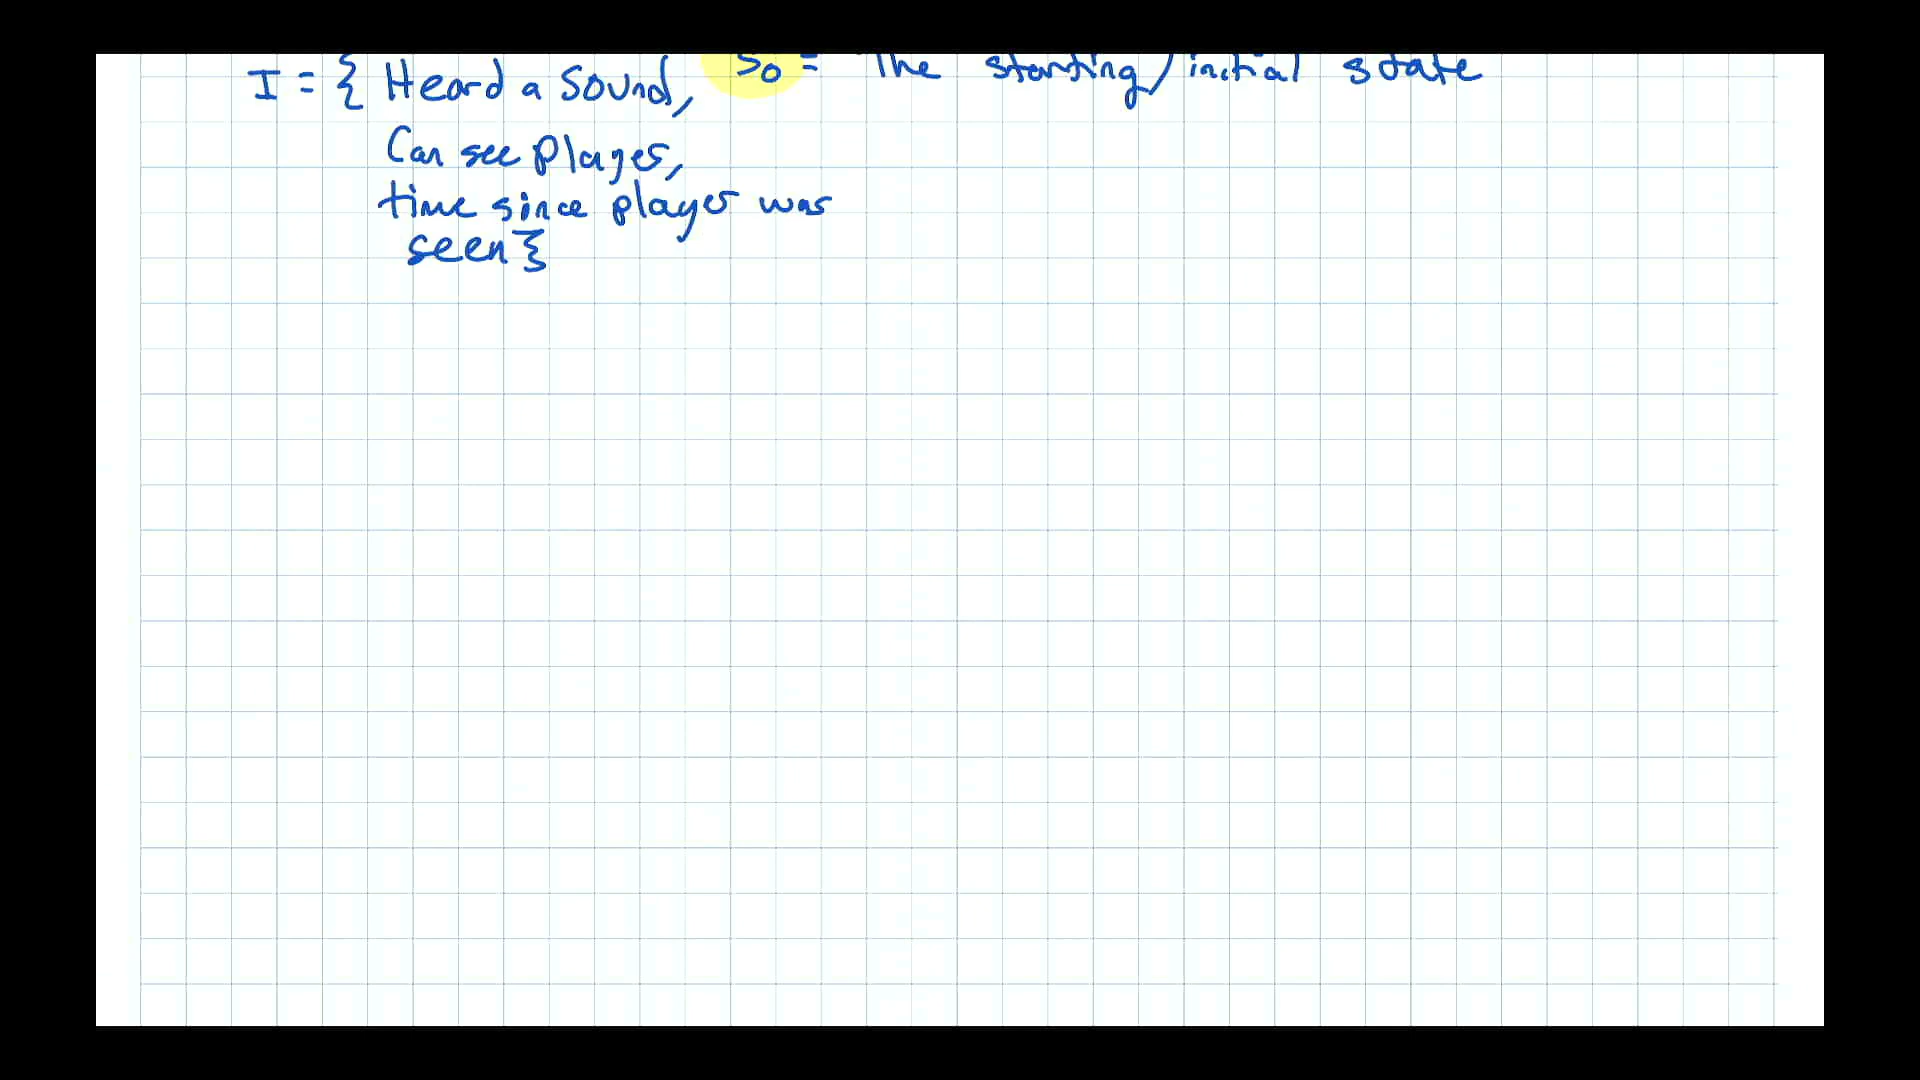 I = { Heard a sound,
S₀ = The starting/initial state
Can see player,
time since player was
seen }